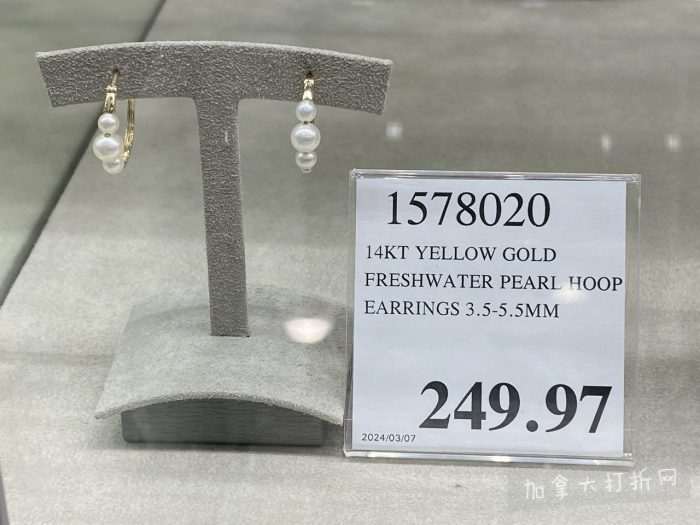 1578020
14KT YELLOW GOLD
FRESHWATER PEARL HOOP
EARRINGS 3.5-5.5MM
249.97
2024/03/07
加拿大打折网